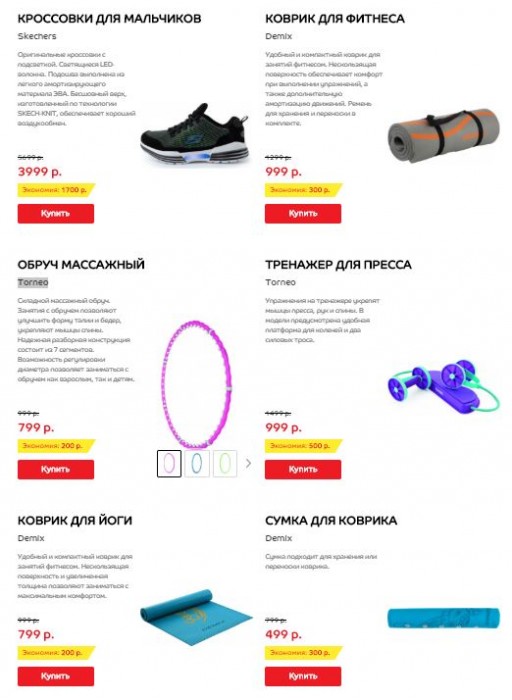 КРОССОВКИ ДЛЯ МАЛЬЧИКОВ
Skechers
Оригинальные кроссовки с
подсветкой. Светящиеся LED-
волокна. Подошва выполнена из
легкого амортизирующего
материала ЭВА. Бесшовный верх,
изготовленный по технологии
SKECH-KNIT, обеспечивает хороший
воздухообмен.
5699 р.
3999 р.
Экономия: 1700 р.
Купить
КОВРИК ДЛЯ ФИТНЕСА
Demix
Удобный и компактный коврик для
занятий фитнесом. Нескользящая
поверхность обеспечивает комфорт
при выполнении упражнений, а
также дополнительную
амортизацию движений. Ремень
для хранения и переноски в
комплекте.
1299 р.
999 р.
Экономия: 300 р.
Купить
ОБРУЧ МАССАЖНЫЙ
Torneo
Складной массажный обруч.
Занятия с обручем позволяют
улучшить форму талии и бедер,
укрепляют мышцы спины.
Надежная разборная конструкция
состоит из 7 сегментов.
Возможность регулировки
диаметра позволяет заниматься с
обручем как взрослым, так и детям.
999 р.
799 р.
Экономия: 200 р.
Купить
ТРЕНАЖЕР ДЛЯ ПРЕССА
Torneo
Упражнения на тренажере укрепят
мышцы пресса, рук и спины. В
модели предусмотрена удобная
платформа для коленей и два
силовых троса.
1499 р.
999 р.
Экономия: 500 р.
Купить
КОВРИК ДЛЯ ЙОГИ
Demix
Удобный и компактный коврик для
занятий фитнесом. Нескользящая
поверхность и увеличенная
толщина позволяют заниматься с
максимальным комфортом.
999 р.
799 р.
Экономия: 200 р.
Купить
СУМКА ДЛЯ КОВРИКА
Demix
Сумка подходит для хранения или
переноски коврика.
799 р.
499 р.
Экономия: 300 р.
Купить